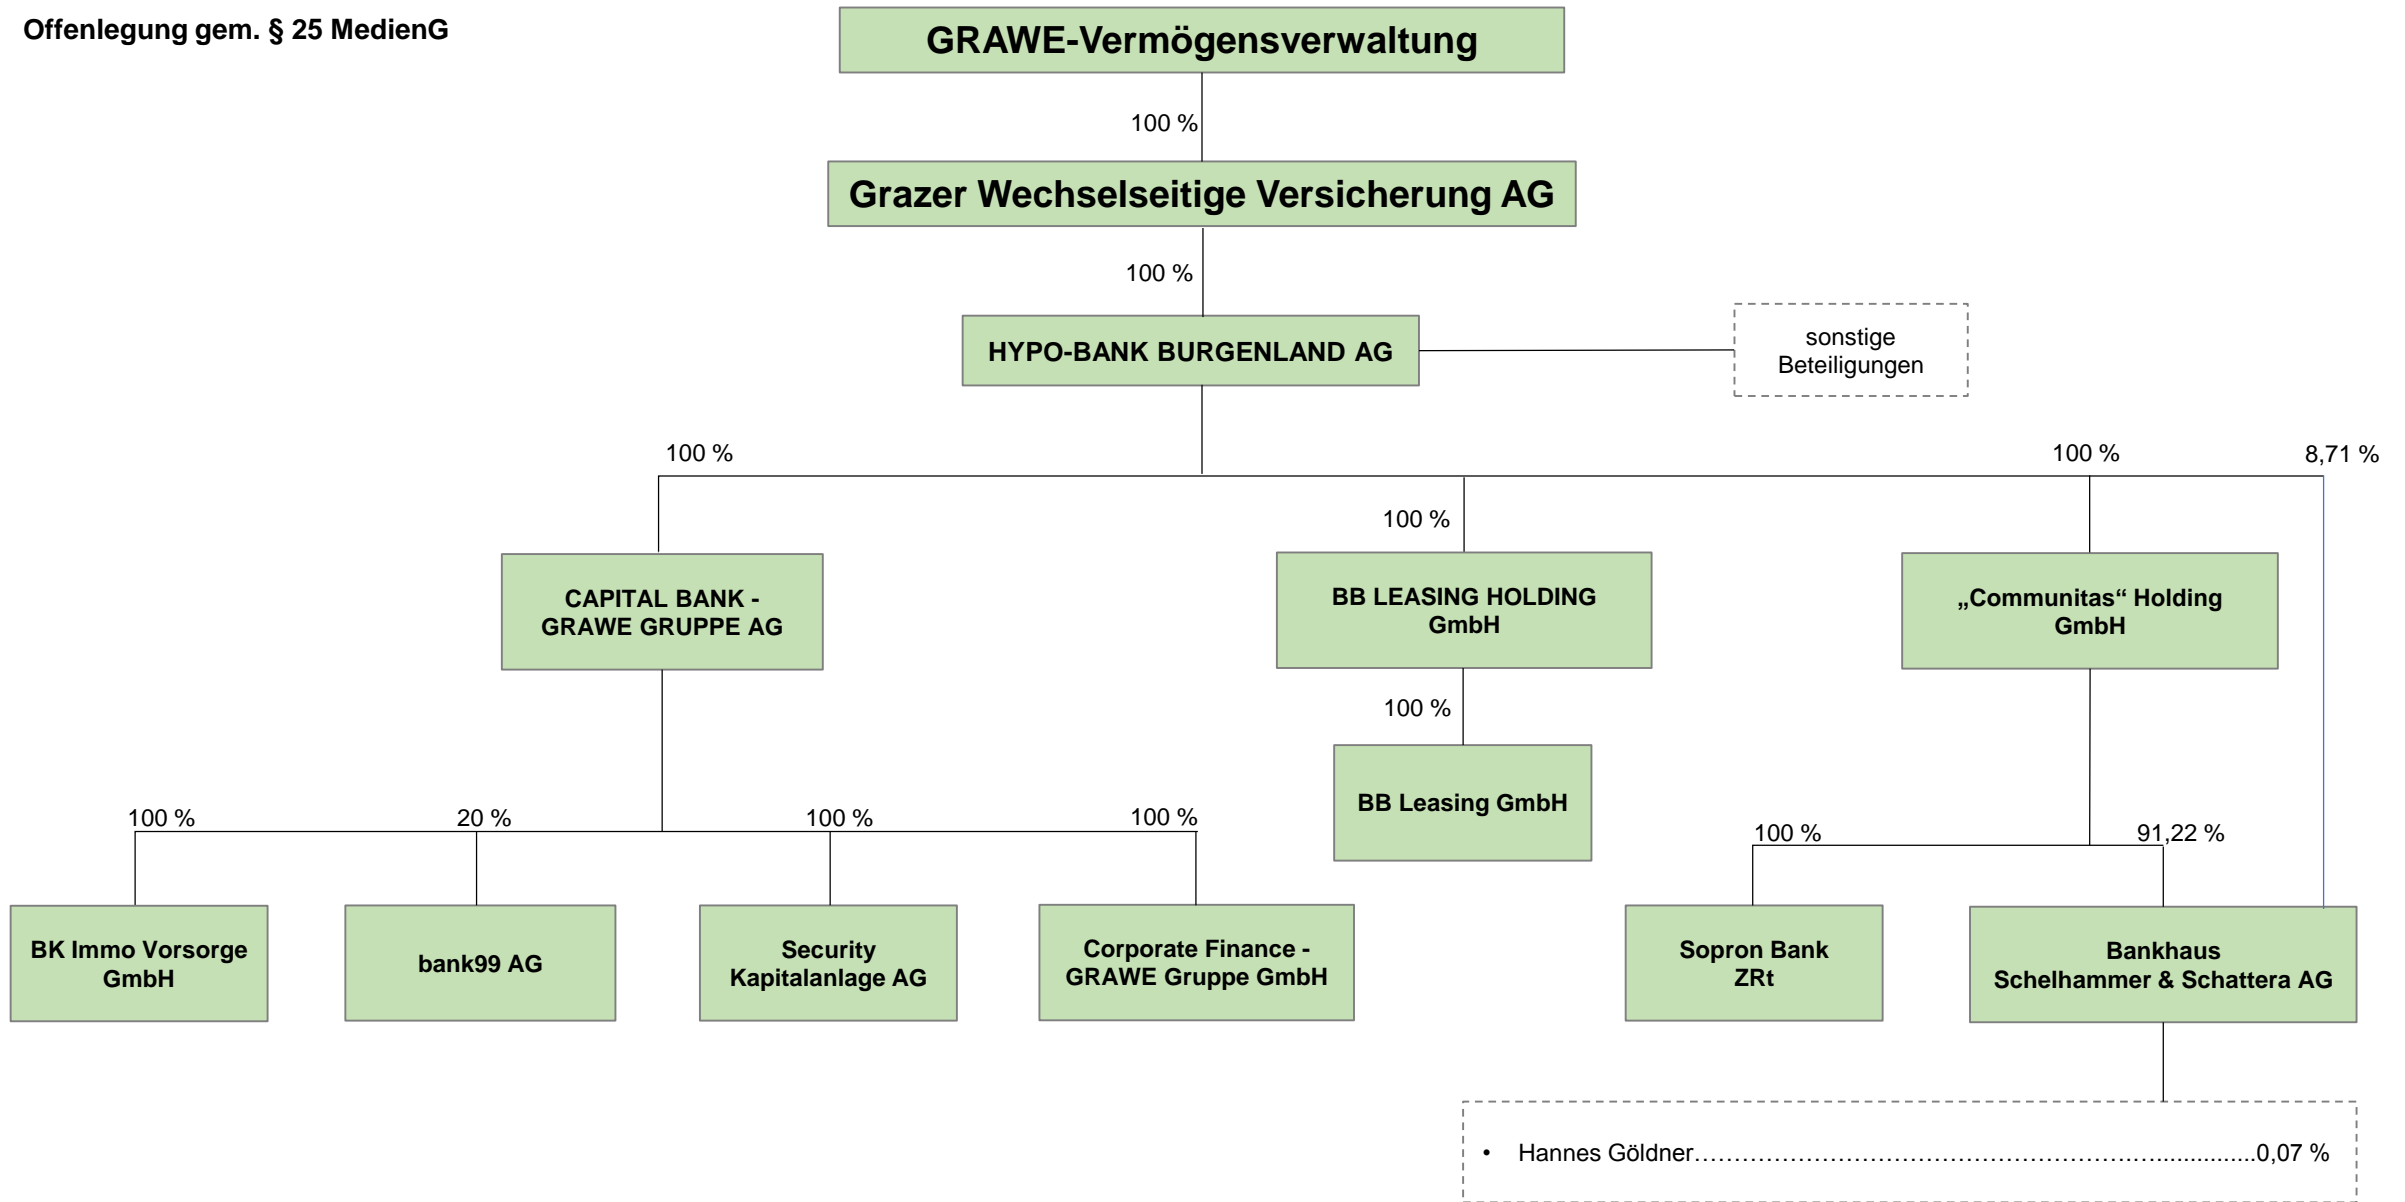 Offenlegung gem. § 25 MedienG
GRAWE-Vermögensverwaltung
100 %
Grazer Wechselseitige Versicherung AG
100 %
HYPO-BANK BURGENLAND AG
sonstige
Beteiligungen
100 %
100 %
8,71 %
100 %
CAPITAL BANK -
GRAWE GRUPPE AG
BB LEASING HOLDING
GmbH
„Communitas“ Holding
GmbH
100 %
BB Leasing GmbH
100 %
20 %
100 %
100 %
100 %
91,22 %
BK Immo Vorsorge
GmbH
bank99 AG
Security
Kapitalanlage AG
Corporate Finance -
GRAWE Gruppe GmbH
Sopron Bank
ZRt
Bankhaus
Schelhammer & Schattera AG
• Hannes Göldner…………………………………………………...............0,07 %